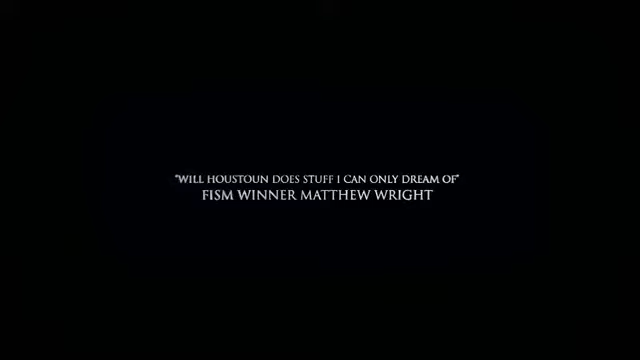 "WILL HOUSTOUN DOES STUFF I CAN ONLY DREAM OF"
FISM WINNER MATTHEW WRIGHT